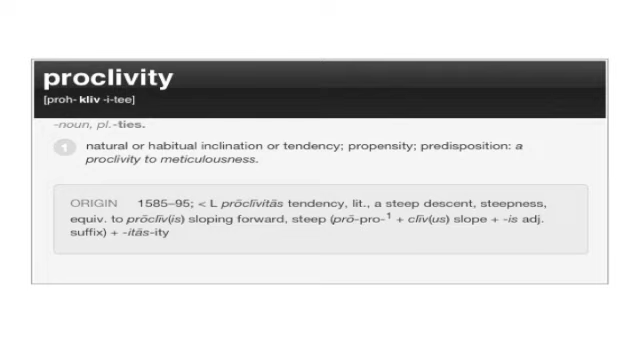 proclivity
[proh- kliv -i-tee]
-noun, pl.-ties.
1 natural or habitual inclination or tendency; propensity; predisposition: a
proclivity to meticulousness.
ORIGIN 1585–95; < L prōclīvitās tendency, lit., a steep descent, steepness,
equiv. to prōclīv(is) sloping forward, steep (prō-pro-¹ + clīv(us) slope + -is adj.
suffix) + -itās-ity